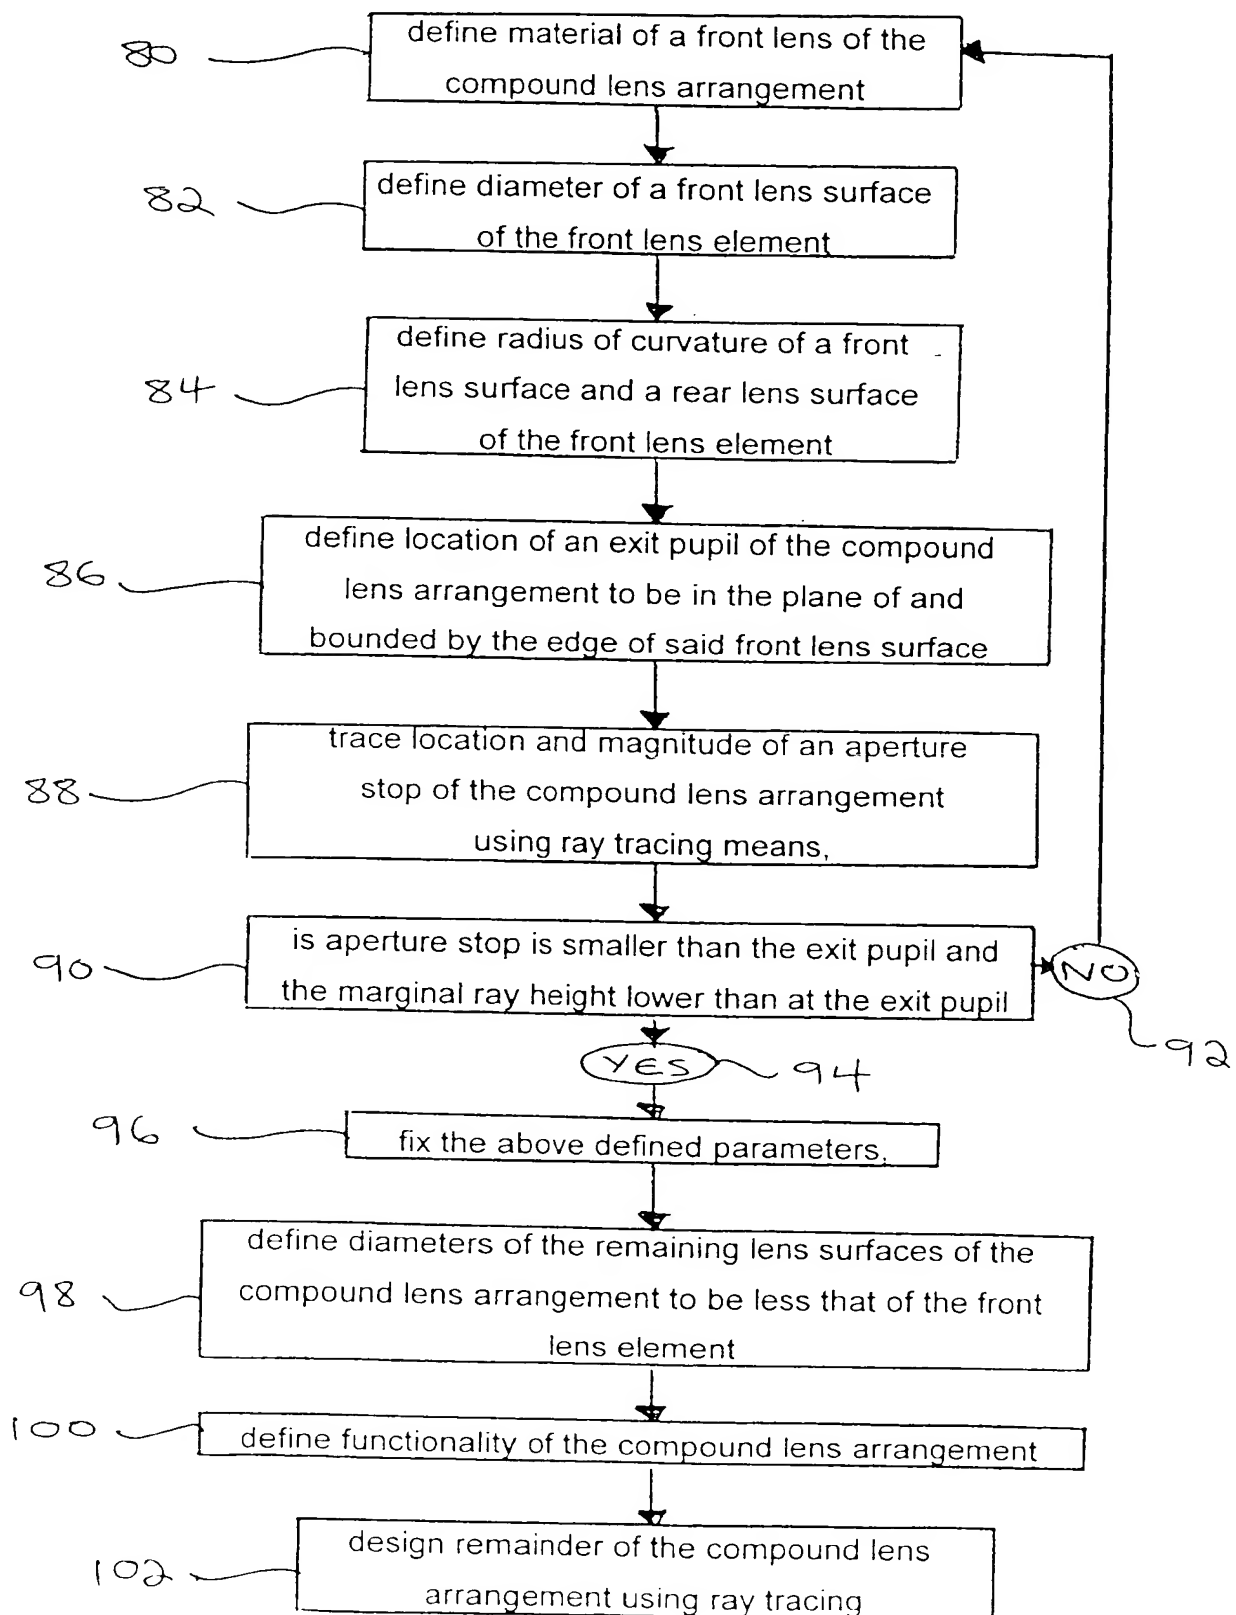 80
define material of a front lens of the
compound lens arrangement
82
define diameter of a front lens surface
of the front lens element
84
define radius of curvature of a front
lens surface and a rear lens surface
of the front lens element
86
define location of an exit pupil of the compound
lens arrangement to be in the plane of and
bounded by the edge of said front lens surface
88
trace location and magnitude of an aperture
stop of the compound lens arrangement
using ray tracing means,
90
is aperture stop is smaller than the exit pupil and
the marginal ray height lower than at the exit pupil
NO
92
YES
94
96
fix the above defined parameters,
98
define diameters of the remaining lens surfaces of the
compound lens arrangement to be less that of the front
lens element
100
define functionality of the compound lens arrangement
102
design remainder of the compound lens
arrangement using ray tracing